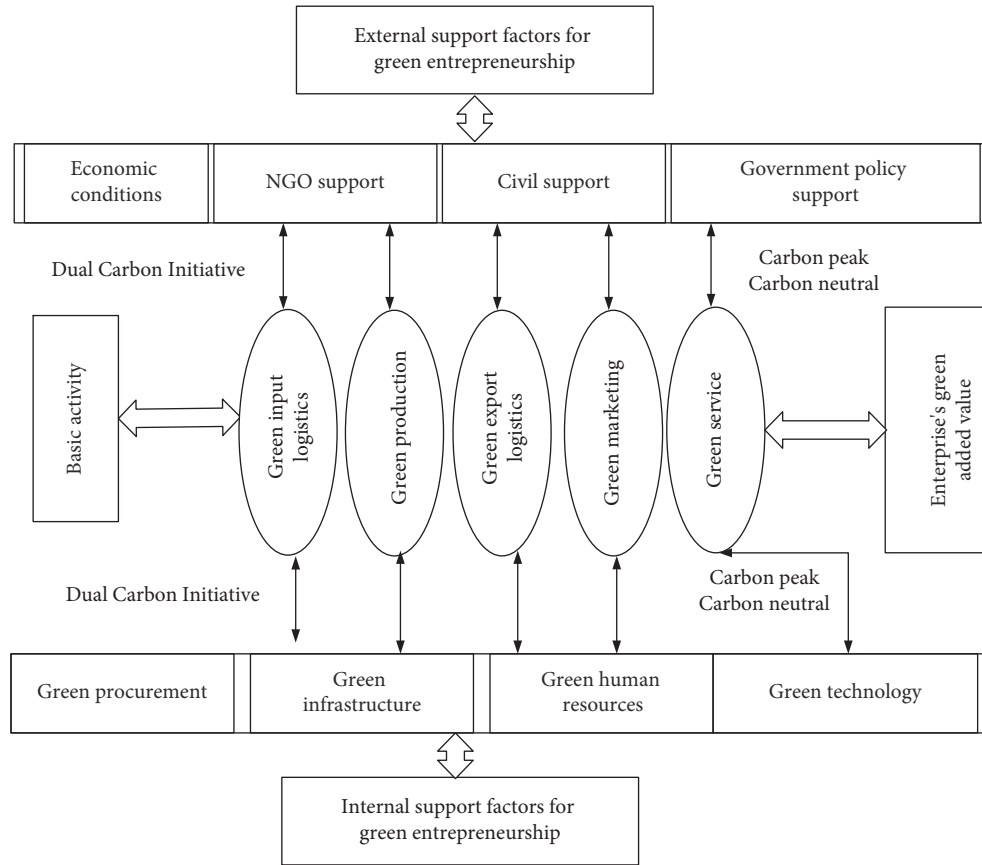 External support factors for
green entrepreneurship
Economic
conditions
NGO support
Civil support
Government policy
support
Dual Carbon Initiative
Carbon peak
Carbon neutral
Basic activity
Green input
logistics
Green production
Green export
logistics
Green marketing
Green service
Enterprise's green
added value
Dual Carbon Initiative
Carbon peak
Carbon neutral
Green procurement
Green
infrastructure
Green human
resources
Green technology
Internal support factors for
green entrepreneurship